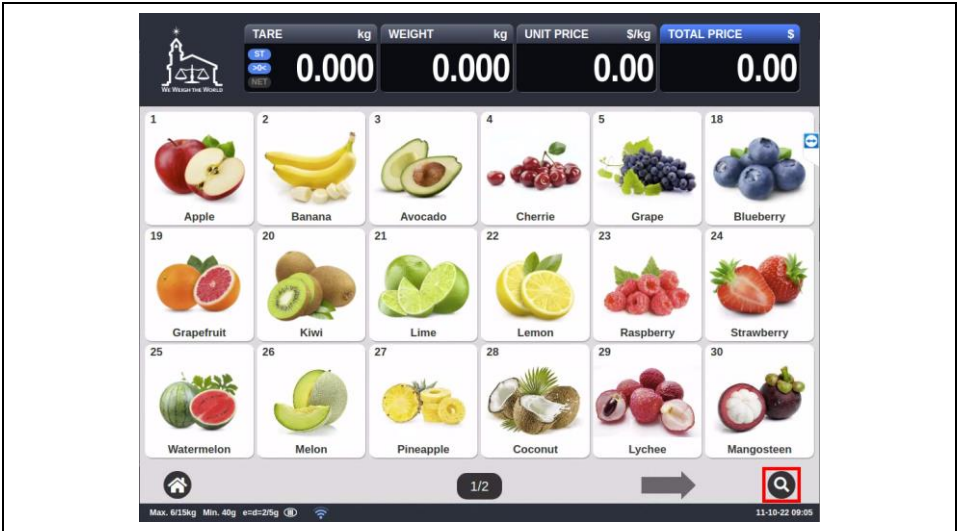 TARE kg WEIGHT kg UNIT PRICE $/kg TOTAL PRICE $
ST
>0<
NET
0.000 0.000 0.00 0.00
WE WEIGH THE WORLD
1 2 3 4 5 18
Apple Banana Avocado Cherrie Grape Blueberry
19 20 21 22 23 24
Grapefruit Kiwi Lime Lemon Raspberry Strawberry
25 26 27 28 29 30
Watermelon Melon Pineapple Coconut Lychee Mangosteen
1/2
Max. 6/15kg Min. 40g e=d=2/5g 11-10-22 09:05